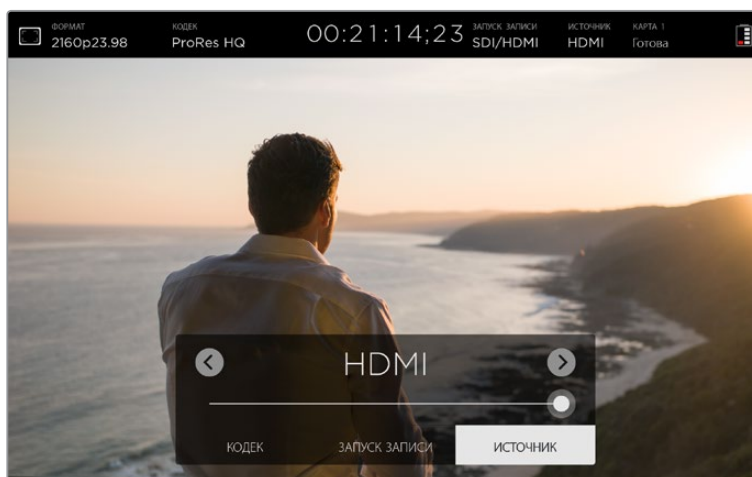 ФОРМАТ КОДЕК 00:21:14;23 ЗАПУСК ЗАПИСИ ИСТОЧНИК КАРТА 1
2160p23.98 ProRes HQ SDI/HDMI HDMI Готова
HDMI
КОДЕК ЗАПУСК ЗАПИСИ ИСТОЧНИК